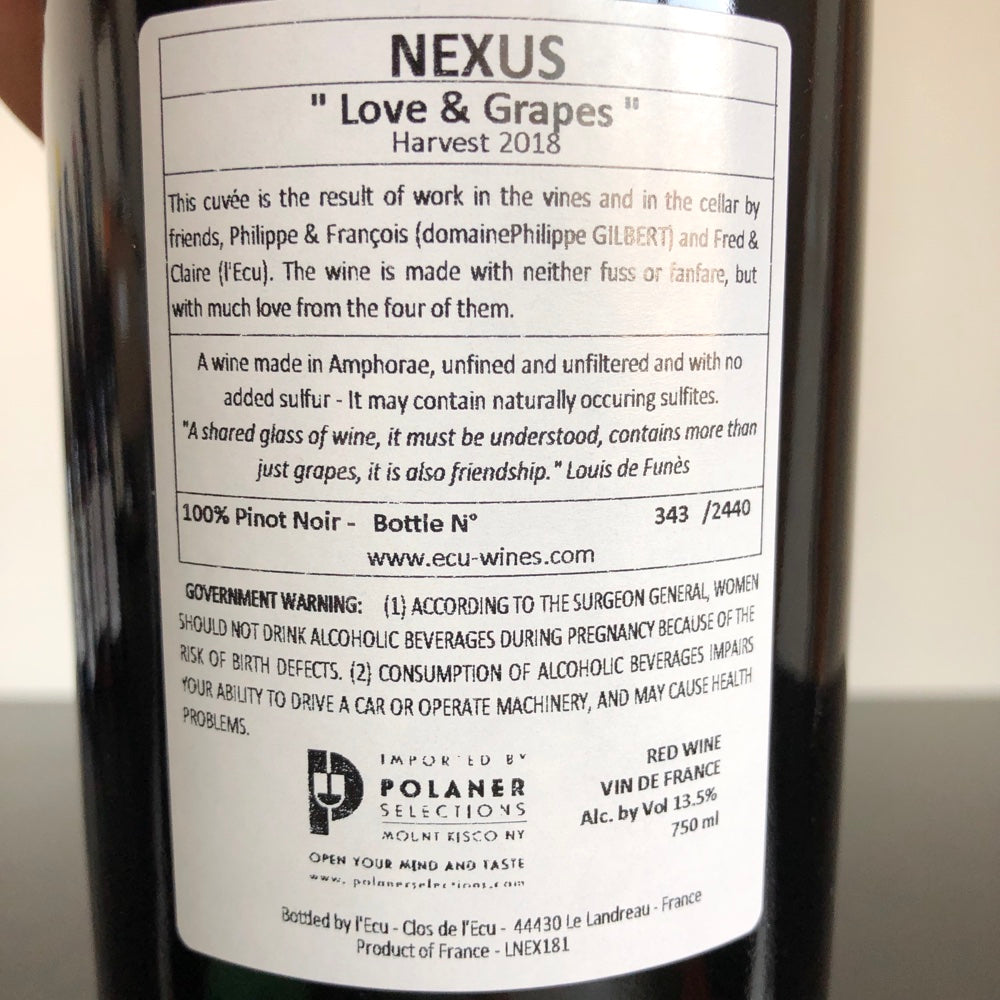 NEXUS
" Love & Grapes "
Harvest 2018
This cuvée is the result of work in the vines and in the cellar by
friends, Philippe & François (domainePhilippe GILBERT) and Fred &
Claire (l'Ecu). The wine is made with neither fuss or fanfare, but
with much love from the four of them.
A wine made in Amphorae, unfined and unfiltered and with no
added sulfur - It may contain naturally occuring sulfites.
"A shared glass of wine, it must be understood, contains more than
just grapes, it is also friendship." Louis de Funès
100% Pinot Noir - Bottle N° 343 /2440
www.ecu-wines.com
GOVERNMENT WARNING: (1) ACCORDING TO THE SURGEON GENERAL, WOMEN
SHOULD NOT DRINK ALCOHOLIC BEVERAGES DURING PREGNANCY BECAUSE OF THE
RISK OF BIRTH DEFECTS. (2) CONSUMPTION OF ALCOHOLIC BEVERAGES IMPAIRS
YOUR ABILITY TO DRIVE A CAR OR OPERATE MACHINERY, AND MAY CAUSE HEALTH
PROBLEMS.
IMPORTED BY
POLANER
SELECTIONS
MOUNT KISCO NY
OPEN YOUR MIND AND TASTE
www.polanerselections.com
RED WINE
VIN DE FRANCE
Alc. by Vol 13.5%
750 ml
Bottled by l'Ecu - Clos de l'Ecu - 44430 Le Landreau - France
Product of France - LNEX181